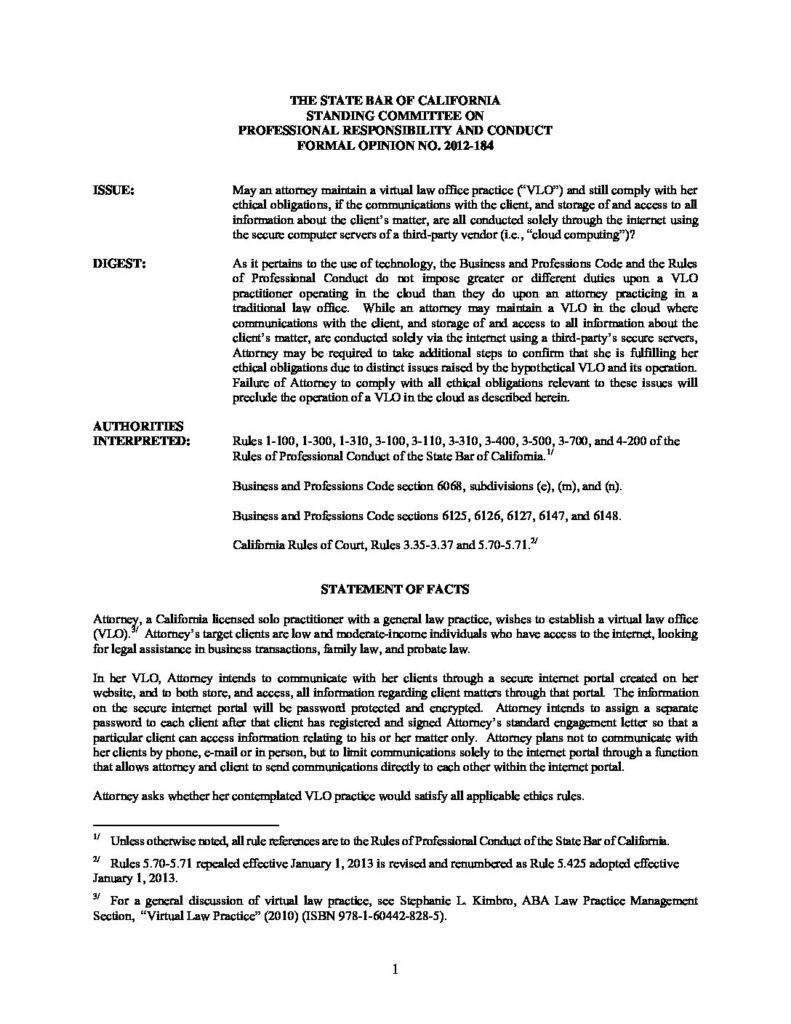 THE STATE BAR OF CALIFORNIA
STANDING COMMITTEE ON
PROFESSIONAL RESPONSIBILITY AND CONDUCT
FORMAL OPINION NO. 2012-184
ISSUE:
May an attorney maintain a virtual law office practice (“VLO”) and still comply with her
ethical obligations, if the communications with the client, and storage of and access to all
information about the client’s matter, are all conducted solely through the internet using
the secure computer servers of a third-party vendor (i.e., “cloud computing”)?
DIGEST:
As it pertains to the use of technology, the Business and Professions Code and the Rules
of Professional Conduct do not impose greater or different duties upon a VLO
practitioner operating in the cloud than they do upon an attorney practicing in a
traditional law office. While an attorney may maintain a VLO in the cloud where
communications with the client, and storage of and access to all information about the
client’s matter, are conducted solely via the internet using a third-party’s secure servers,
Attorney may be required to take additional steps to confirm that she is fulfilling her
ethical obligations due to distinct issues raised by the hypothetical VLO and its operation.
Failure of Attorney to comply with all ethical obligations relevant to these issues will
preclude the operation of a VLO in the cloud as described herein.
AUTHORITIES
INTERPRETED:
Rules 1-100, 1-300, 1-310, 3-100, 3-110, 3-310, 3-400, 3-500, 3-700, and 4-200 of the
Rules of Professional Conduct of the State Bar of California.1/
Business and Professions Code section 6068, subdivisions (e), (m), and (n).
Business and Professions Code sections 6125, 6126, 6127, 6147, and 6148.
California Rules of Court, Rules 3.35-3.37 and 5.70-5.71.2/
STATEMENT OF FACTS
Attorney, a California licensed solo practitioner with a general law practice, wishes to establish a virtual law office
(VLO).3/ Attorney’s target clients are low and moderate-income individuals who have access to the internet, looking
for legal assistance in business transactions, family law, and probate law.
In her VLO, Attorney intends to communicate with her clients through a secure internet portal created on her
website, and to both store, and access, all information regarding client matters through that portal. The information
on the secure internet portal will be password protected and encrypted. Attorney intends to assign a separate
password to each client after that client has registered and signed Attorney’s standard engagement letter so that a
particular client can access information relating to his or her matter only. Attorney plans not to communicate with
her clients by phone, e-mail or in person, but to limit communications solely to the internet portal through a function
that allows attorney and client to send communications directly to each other within the internet portal.
Attorney asks whether her contemplated VLO practice would satisfy all applicable ethics rules.
1/ Unless otherwise noted, all rule references are to the Rules of Professional Conduct of the State Bar of California.
2/ Rules 5.70-5.71 repealed effective January 1, 2013 is revised and renumbered as Rule 5.425 adopted effective
January 1, 2013.
3/ For a general discussion of virtual law practice, see Stephanie L. Kimbro, ABA Law Practice Management
Section, “Virtual Law Practice” (2010) (ISBN 978-1-60442-828-5).
1